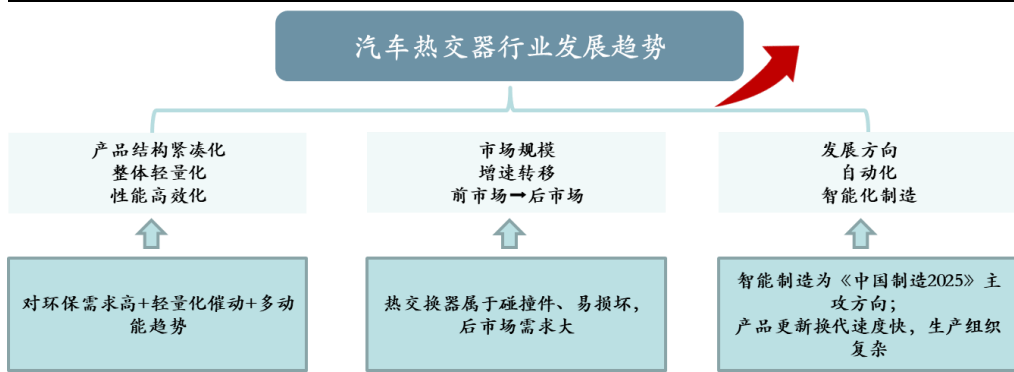 汽车热交器行业发展趋势
产品结构紧凑化
整体轻量化
性能高效化
市场规模
增速转移
前市场→后市场
发展方向
自动化
智能化制造
对环保需求高+轻量化催动+多动
能趋势
热交换器属于碰撞件、易损坏，
后市场需求大
智能制造为《中国制造2025》主
攻方向；
产品更新换代速度快，生产组织
复杂